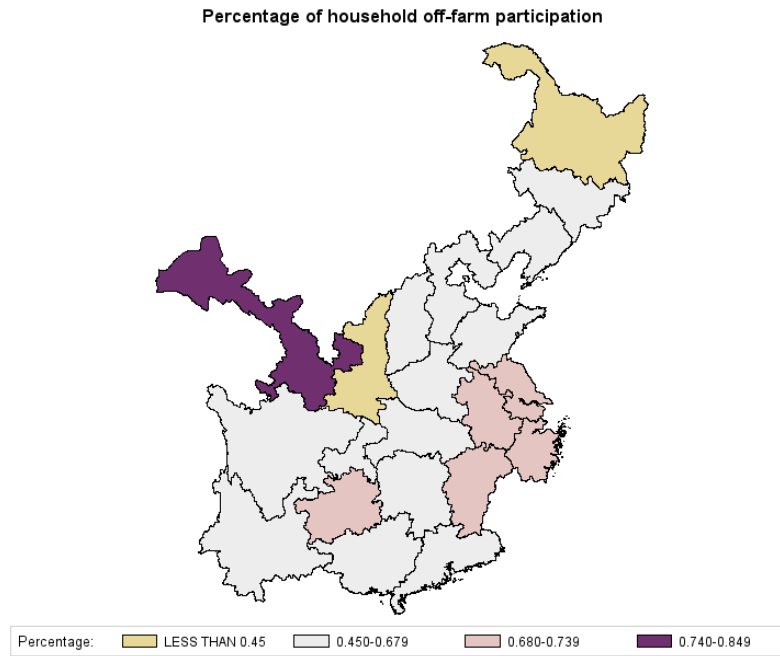 Percentage of household off-farm participation
Percentage: LESS THAN 0.45 0.450-0.679 0.680-0.739 0.740-0.849